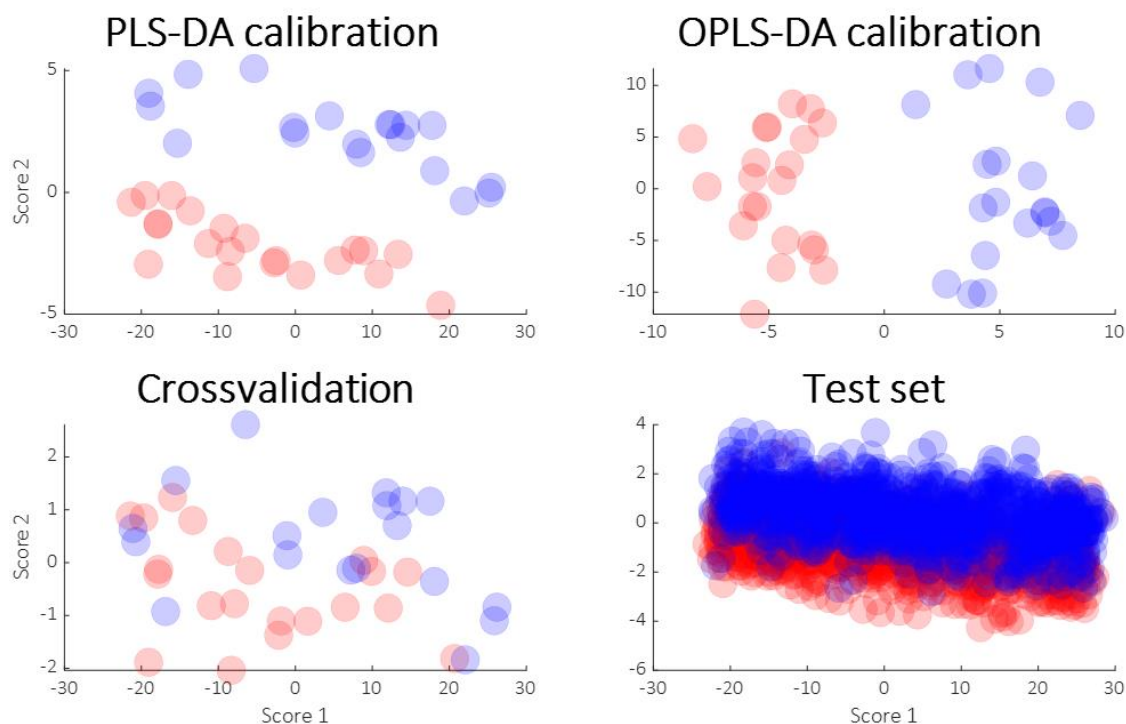 PLS-DA calibration
OPLS-DA calibration
5
0
-5
Score 2
-30 -20 -10 0 10 20 30
10
5
0
-5
-10
-10 -5 0 5 10
Crossvalidation
Test set
2
1
0
-1
-2
Score 2
-30 -20 -10 0 10 20 30
Score 1
4
2
0
-2
-4
-6
-30 -20 -10 0 10 20 30
Score 1